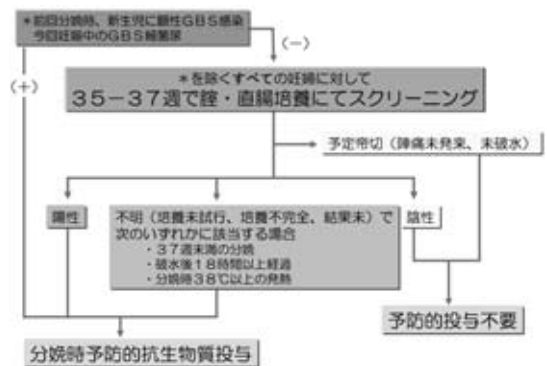 *前回分娩時、新生児に観性GBS感染
今回妊娠中のGBS細菌尿
(-)
(+)
*を除くすべての妊婦に対して
35-37週で腟・直腸培養にてスクリーニング
予定帝切(陣痛未発来、未破水)
陽性
不明(培養未試行、培養不完全、結果未)で
次のいずれかに該当する場合
・37週未満の分娩
・破水後18時間以上経過
・分娩時38℃以上の発熱
陰性
予防的投与不要
分娩時予防的抗生物質投与